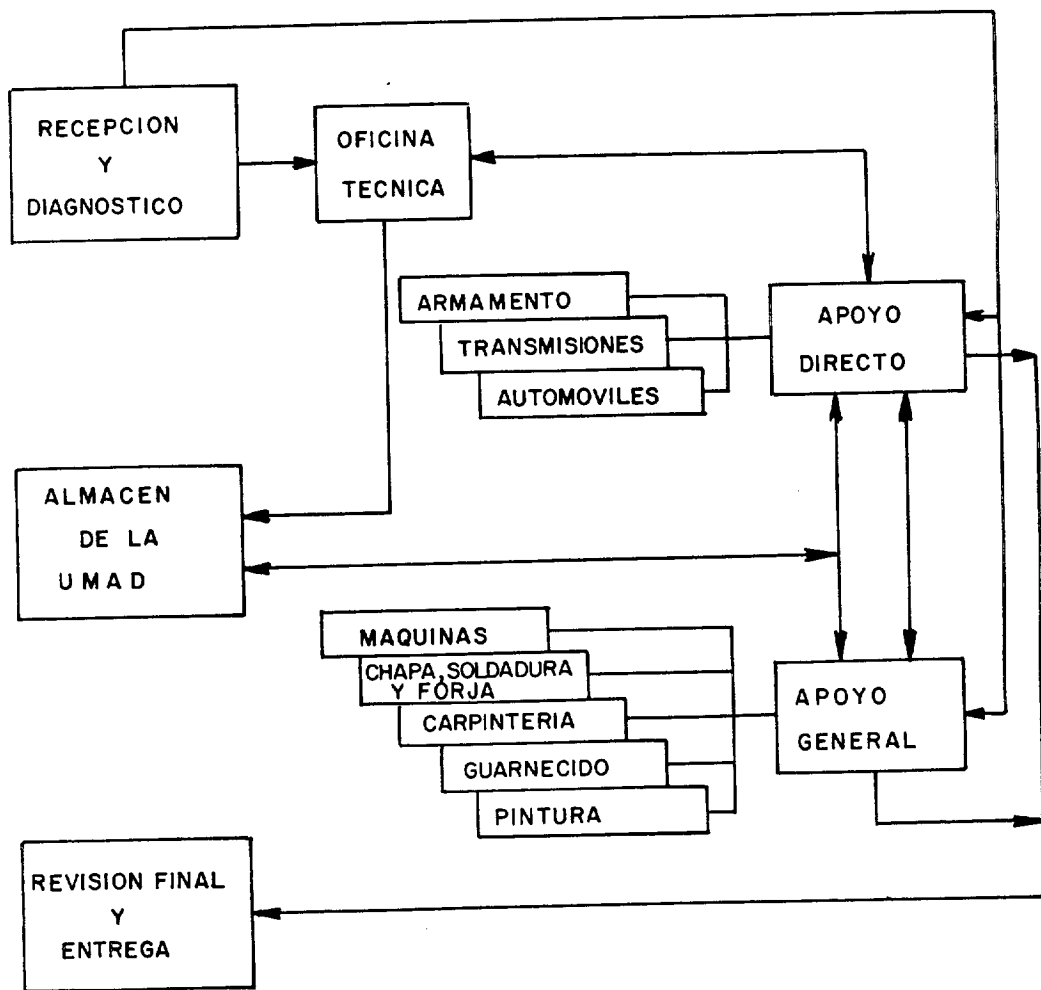 RECEPCION
Y
DIAGNOSTICO
OFICINA
TECNICA
ARMAMENTO
TRANSMISIONES
AUTOMOVILES
APOYO
DIRECTO
ALMACEN
DE LA
UMAD
MAQUINAS
CHAPA, SOLDADURA
Y FORJA
CARPINTERIA
GUARNECIDO
PINTURA
APOYO
GENERAL
REVISION FINAL
Y
ENTREGA